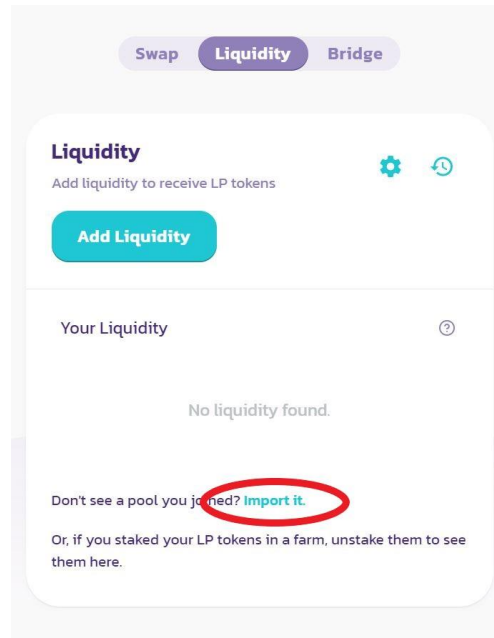 Swap Liquidity Bridge
Liquidity
Add liquidity to receive LP tokens
Add Liquidity
Your Liquidity
No liquidity found.
Don't see a pool you joined? Import it.
Or, if you staked your LP tokens in a farm, unstake them to see
them here.